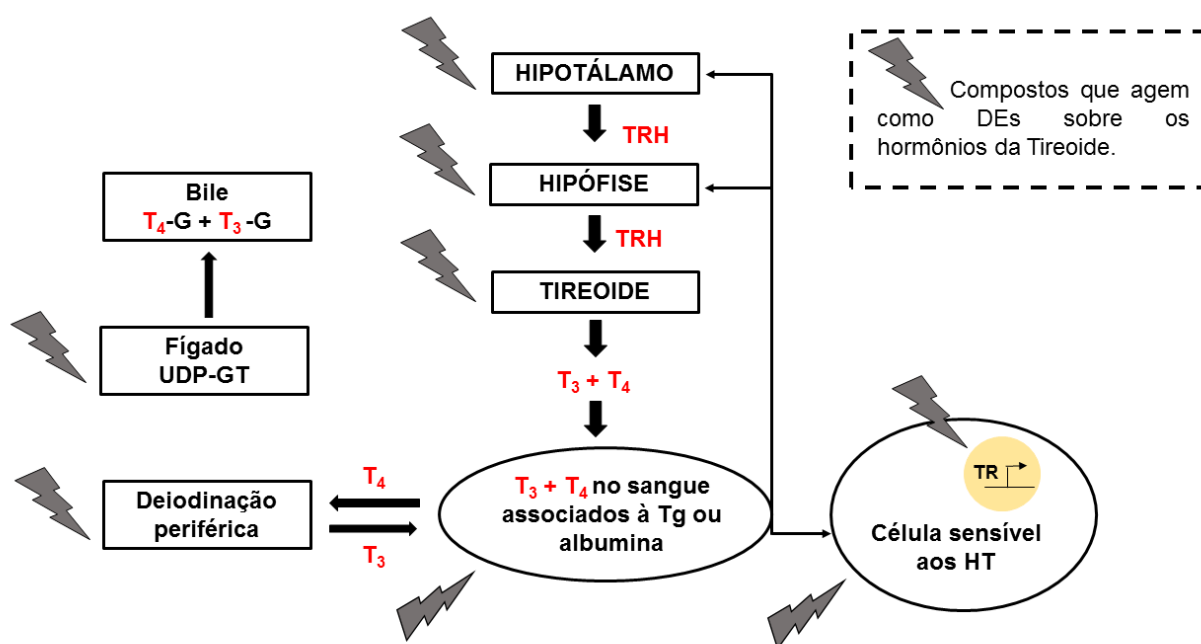 HIPOTÁLAMO
TRH
HIPÓFISE
TRH
TIREOIDE
T₃ + T₄
T₃ + T₄ no sangue
associados à Tg ou
albumina
Bile
T₄-G + T₃-G
Fígado
UDP-GT
T₄
Deiodinação
periférica
T₃
TR
Célula sensível
aos HT
Compostos que agem
como DEs sobre os
hormônios da Tireoide.